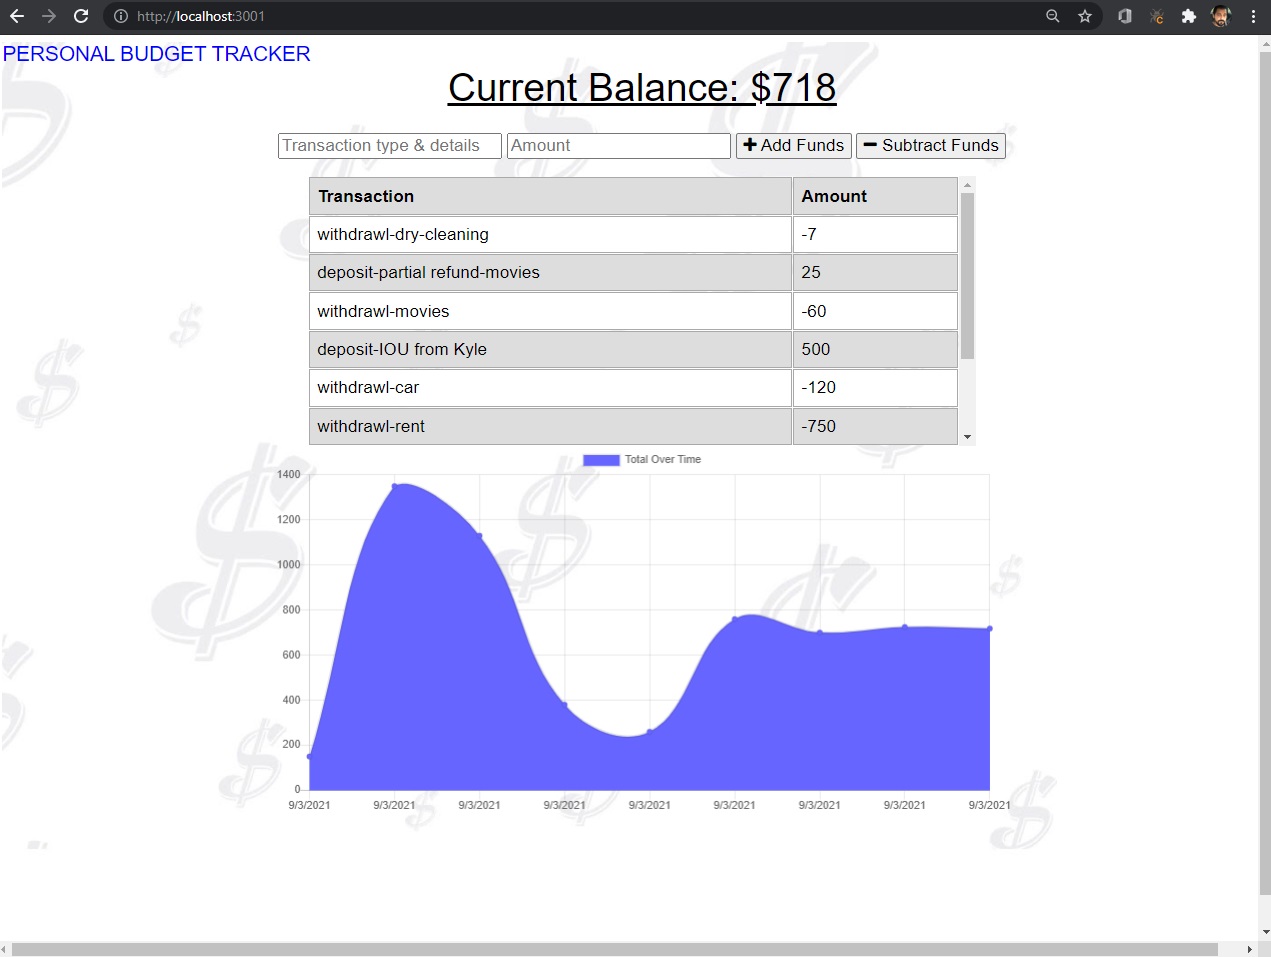 http://localhost:3001
PERSONAL BUDGET TRACKER
Current Balance: $718
Transaction type & details Amount + Add Funds − Subtract Funds
Transaction Amount
withdrawl-dry-cleaning -7
deposit-partial refund-movies 25
withdrawl-movies -60
deposit-IOU from Kyle 500
withdrawl-car -120
withdrawl-rent -750
Total Over Time
1400
1200
1000
800
600
400
200
0
9/3/2021 9/3/2021 9/3/2021 9/3/2021 9/3/2021 9/3/2021 9/3/2021 9/3/2021 9/3/2021